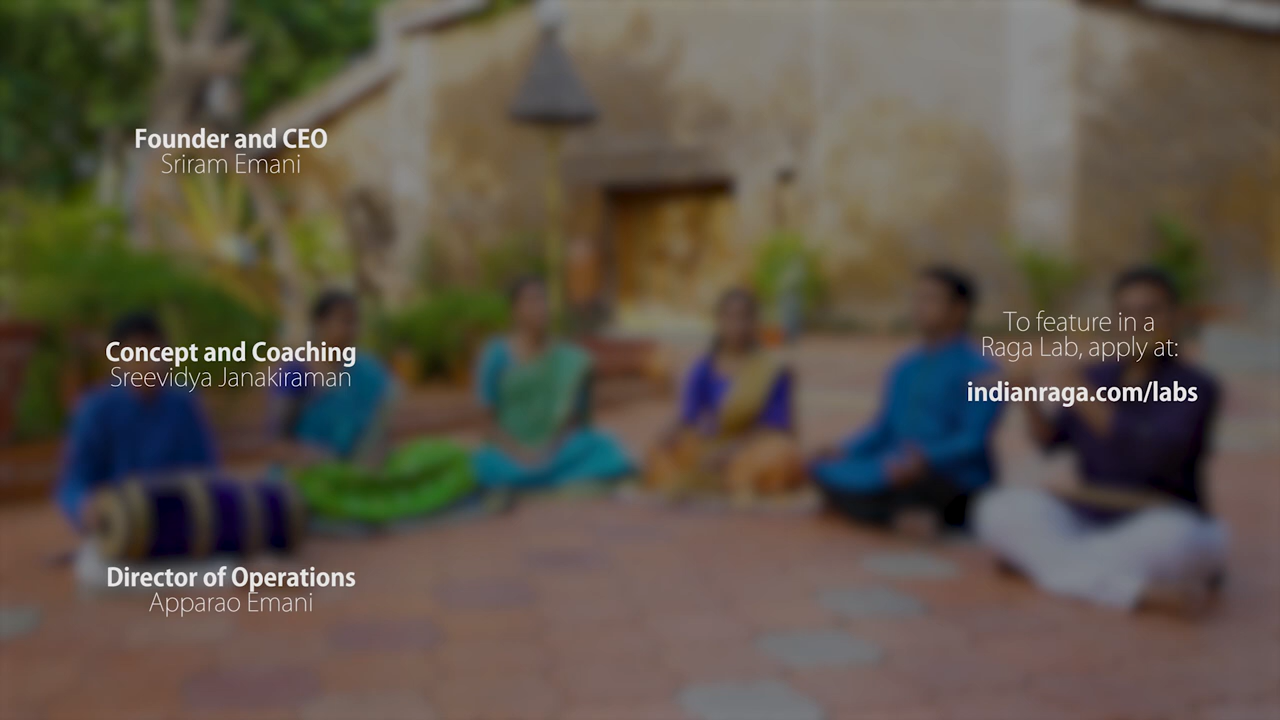 Founder and CEO
Sriram Emani
Concept and Coaching
Sreevidya Janakiraman
Director of Operations
Apparao Emani
To feature in a
Raga Lab, apply at:
indianraga.com/labs